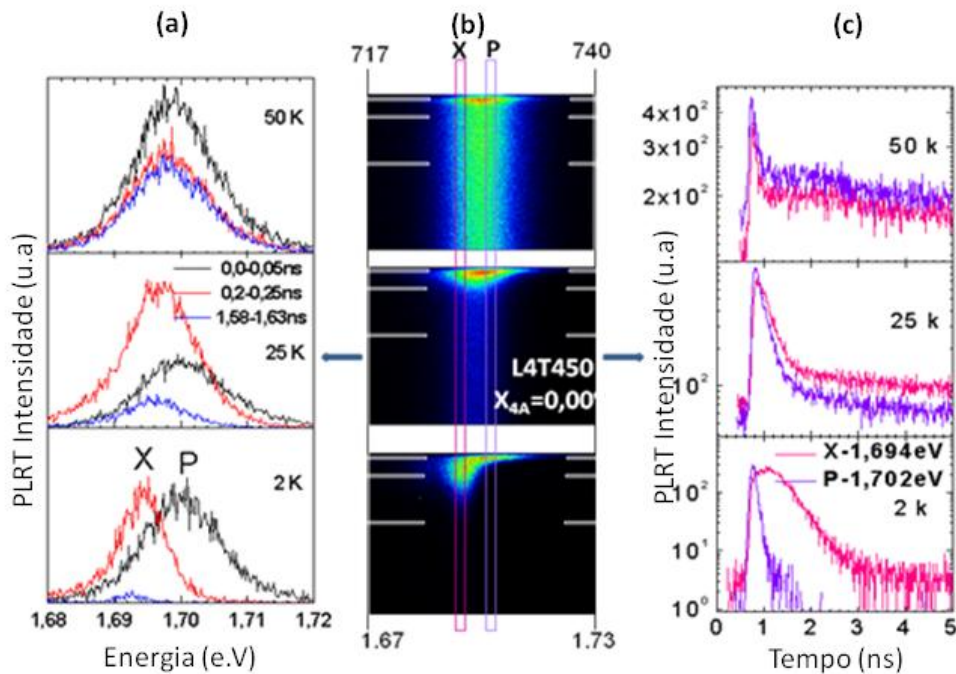 (a)
(b)
(c)
717
X
P
740
50 K
0,0-0,05ns
0,2-0,25ns
1,58-1,63ns
25 K
X
P
2 K
1,68
1,69
1,70
1,71
1,72
Energia (e.V)
PLRT Intensidade (u.a)
L4T450
X4A=0,00
1.67
1.73
PLRT Intensidade (u.a)
4x10²
3x10²
2x10²
50 k
10²
25 k
X-1,694eV
P-1,702eV
2 k
10²
10¹
10⁰
0
1
2
3
4
5
Tempo (ns)